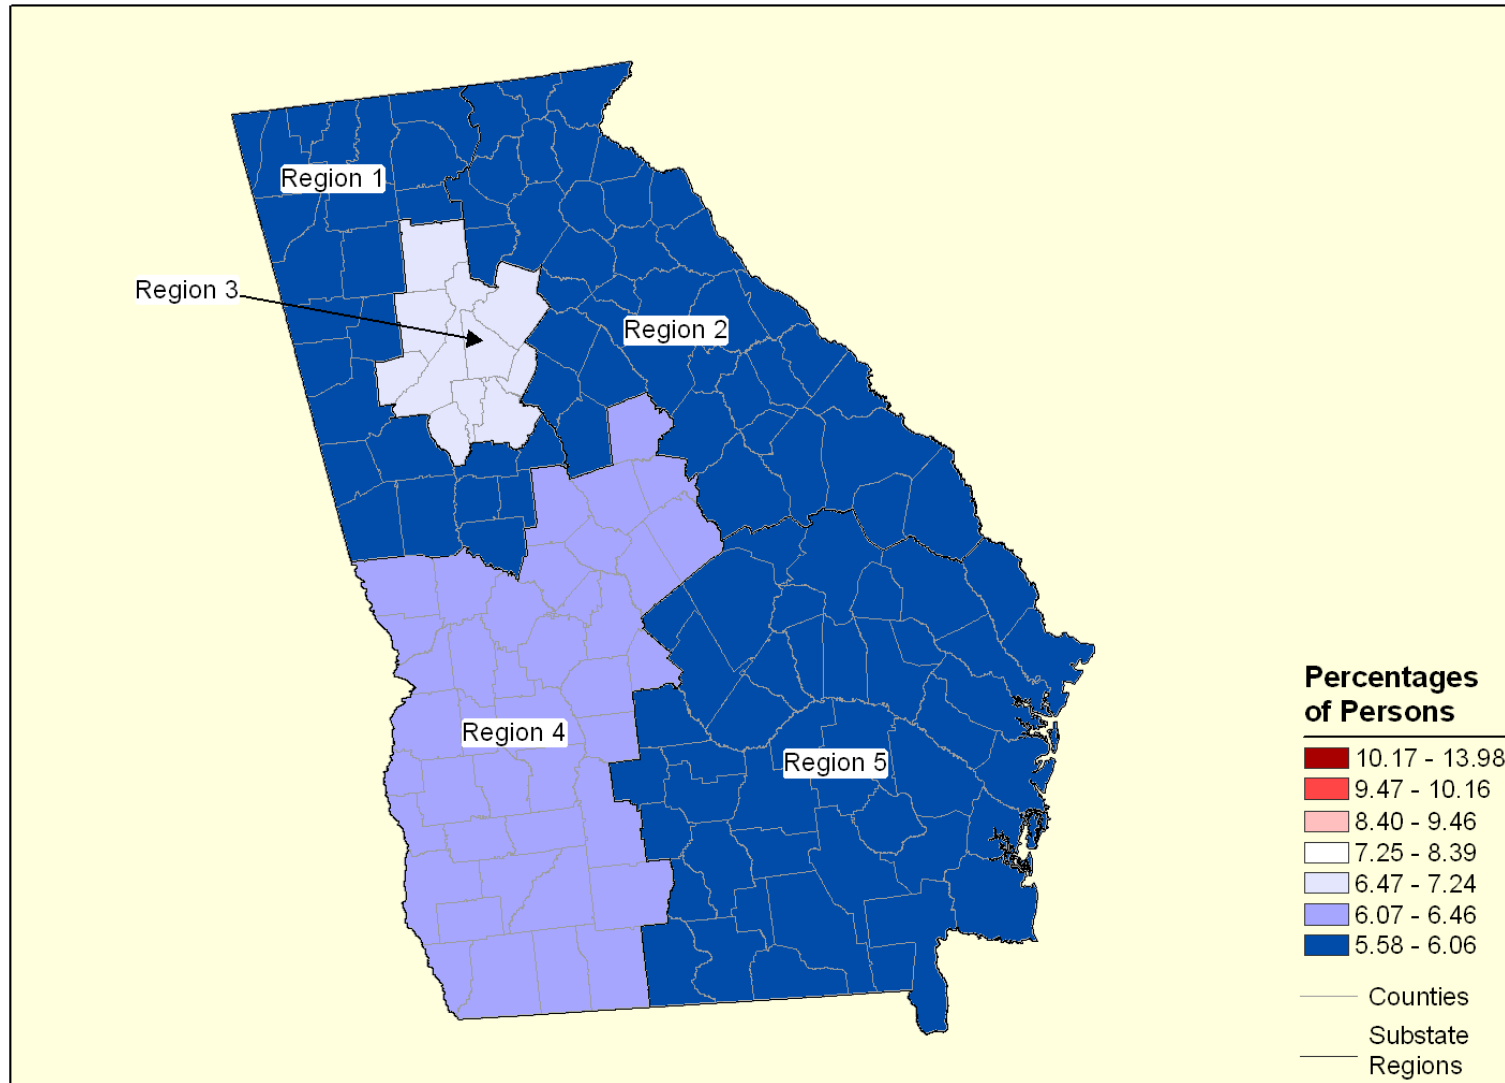 Region 1
Region 3
Region 2
Region 4
Region 5
Percentages
of Persons
10.17 - 13.98
9.47 - 10.16
8.40 - 9.46
7.25 - 8.39
6.47 - 7.24
6.07 - 6.46
5.58 - 6.06
Counties
Substate
Regions